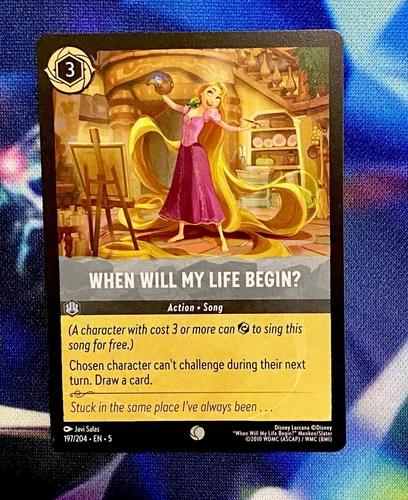 3
WHEN WILL MY LIFE BEGIN?
Action • Song
(A character with cost 3 or more can to sing this
song for free.)
Chosen character can't challenge during their next
turn. Draw a card.
Stuck in the same place I've always been . . .
Javi Salas
197/204 • EN • 5
Disney Lorcana ©Disney
"When Will My Life Begin?" Menken/Slater
©2010 WDMC (ASCAP) / WMC (BMI)